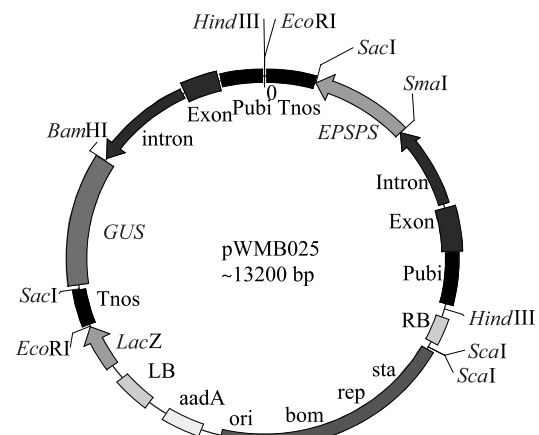 HindIII EcoRI
SacI
SmaI
0
Exon Pubi Tnos
EPSPS
BamHI
intron
Intron
Exon
GUS
pWMB025
~13200 bp
Pubi
SacI
Tnos
HindIII
RB
EcoRI
LacZ
ScaI
ScaI
LB
sta
aadA
rep
ori
bom